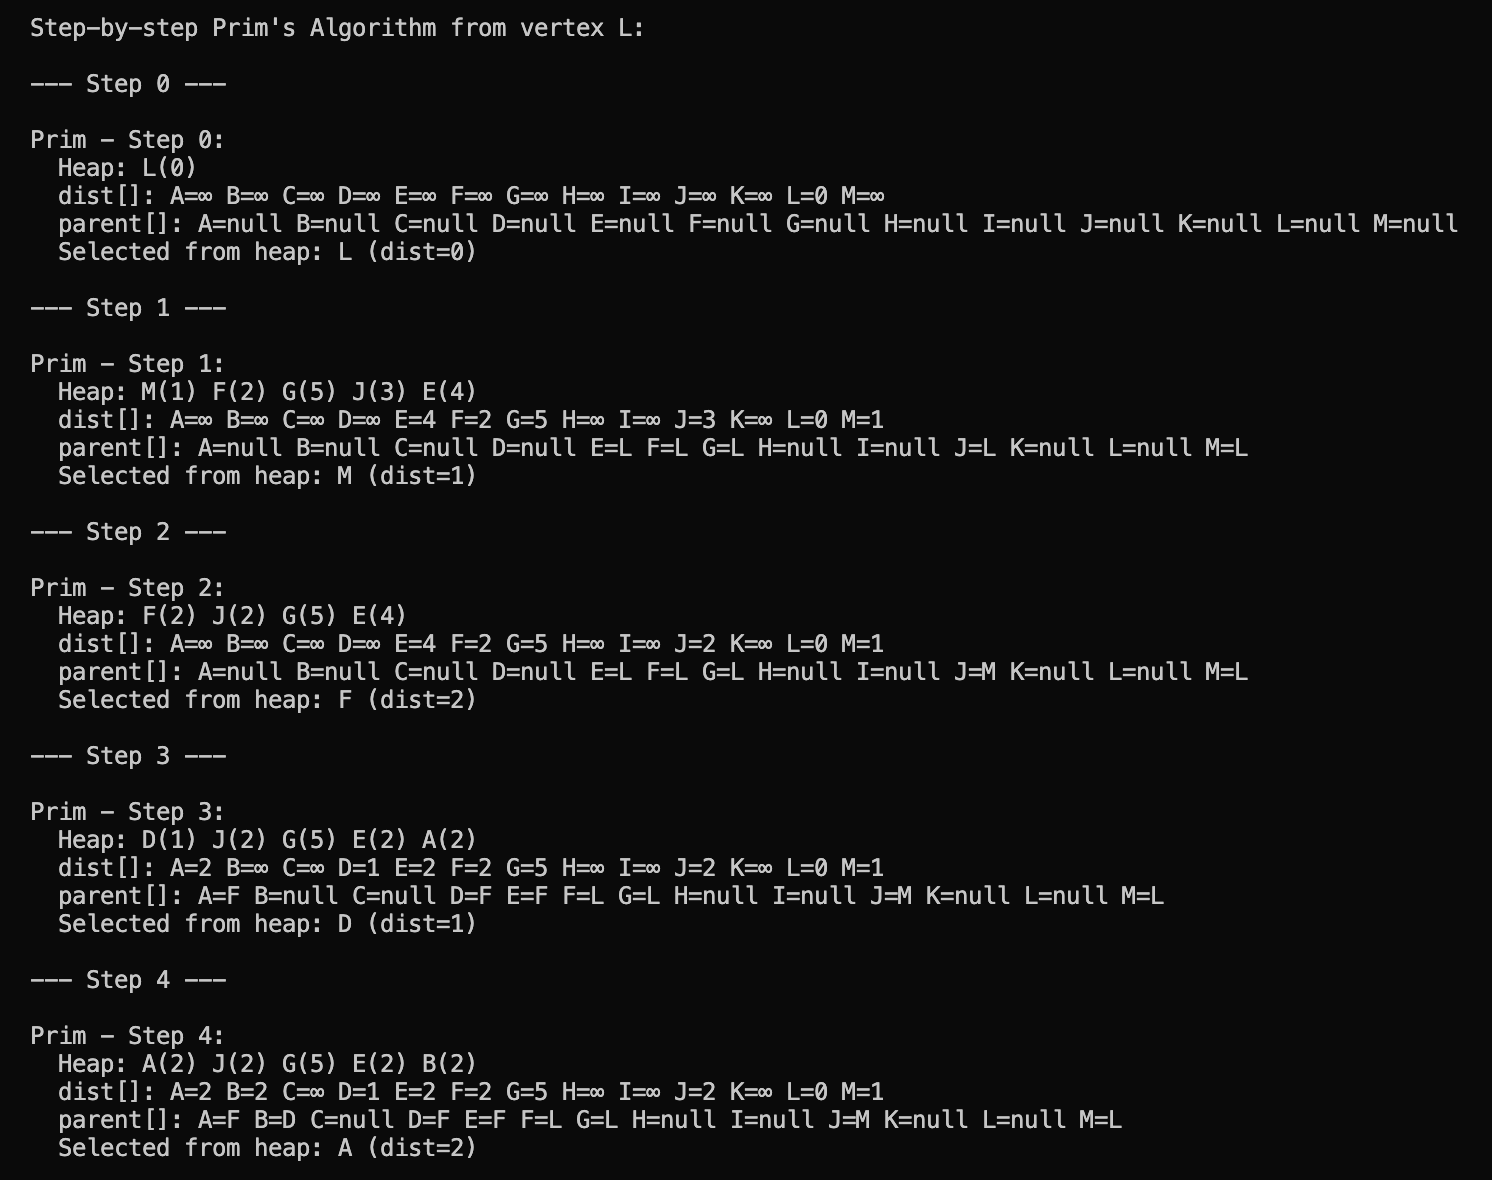 Step-by-step Prim's Algorithm from vertex L:
--- Step 0 ---
Prim - Step 0:
Heap: L(0)
dist[]: A=∞ B=∞ C=∞ D=∞ E=∞ F=∞ G=∞ H=∞ I=∞ J=∞ K=∞ L=0 M=∞
parent[]: A=null B=null C=null D=null E=null F=null G=null H=null I=null J=null K=null L=null M=null
Selected from heap: L (dist=0)
--- Step 1 ---
Prim - Step 1:
Heap: M(1) F(2) G(5) J(3) E(4)
dist[]: A=∞ B=∞ C=∞ D=∞ E=4 F=2 G=5 H=∞ I=∞ J=3 K=∞ L=0 M=1
parent[]: A=null B=null C=null D=null E=L F=L G=L H=null I=null J=L K=null L=null M=L
Selected from heap: M (dist=1)
--- Step 2 ---
Prim - Step 2:
Heap: F(2) J(2) G(5) E(4)
dist[]: A=∞ B=∞ C=∞ D=∞ E=4 F=2 G=5 H=∞ I=∞ J=2 K=∞ L=0 M=1
parent[]: A=null B=null C=null D=null E=L F=L G=L H=null I=null J=M K=null L=null M=L
Selected from heap: F (dist=2)
--- Step 3 ---
Prim - Step 3:
Heap: D(1) J(2) G(5) E(2) A(2)
dist[]: A=2 B=∞ C=∞ D=1 E=2 F=2 G=5 H=∞ I=∞ J=2 K=∞ L=0 M=1
parent[]: A=F B=null C=null D=F E=F F=L G=L H=null I=null J=M K=null L=null M=L
Selected from heap: D (dist=1)
--- Step 4 ---
Prim - Step 4:
Heap: A(2) J(2) G(5) E(2) B(2)
dist[]: A=2 B=2 C=∞ D=1 E=2 F=2 G=5 H=∞ I=∞ J=2 K=∞ L=0 M=1
parent[]: A=F B=D C=null D=F E=F F=L G=L H=null I=null J=M K=null L=null M=L
Selected from heap: A (dist=2)